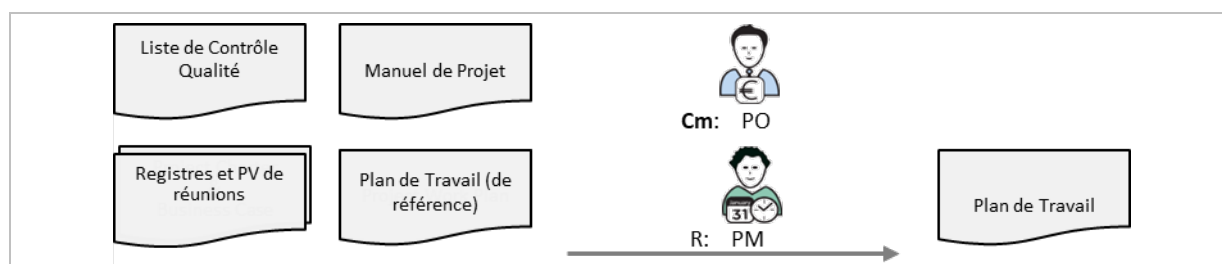 Liste de Contrôle
Qualité
Manuel de Projet
€
Cm: PO
Registres et PV de
réunions
Plan de Travail (de
référence)
31
R: PM
Plan de Travail